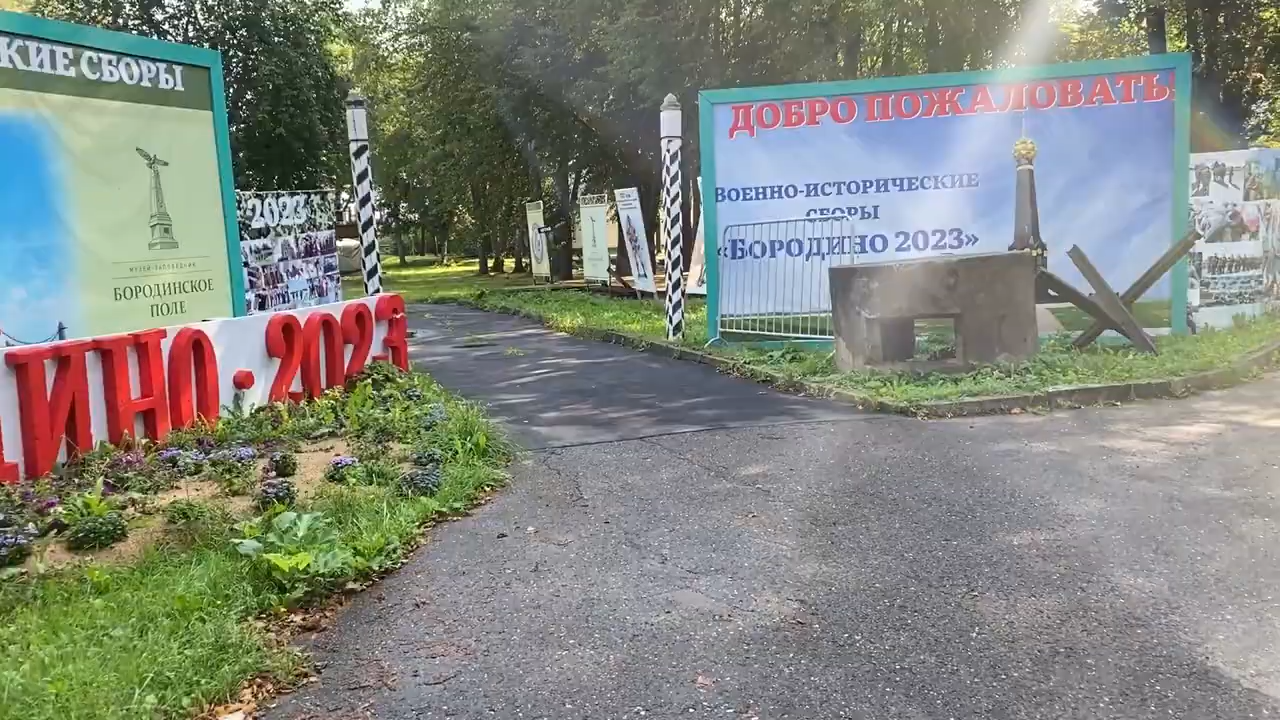 КИЕ СБОРЫ
МУЗЕЙ-ЗАПОВЕДНИК
БОРОДИНСКОЕ
ПОЛЕ
2023
ДИНО · 2023
ДОБРО ПОЖАЛОВАТЬ!
ВОЕННО-ИСТОРИЧЕСКИЕ
СБОРЫ
«БОРОДИНО 2023»